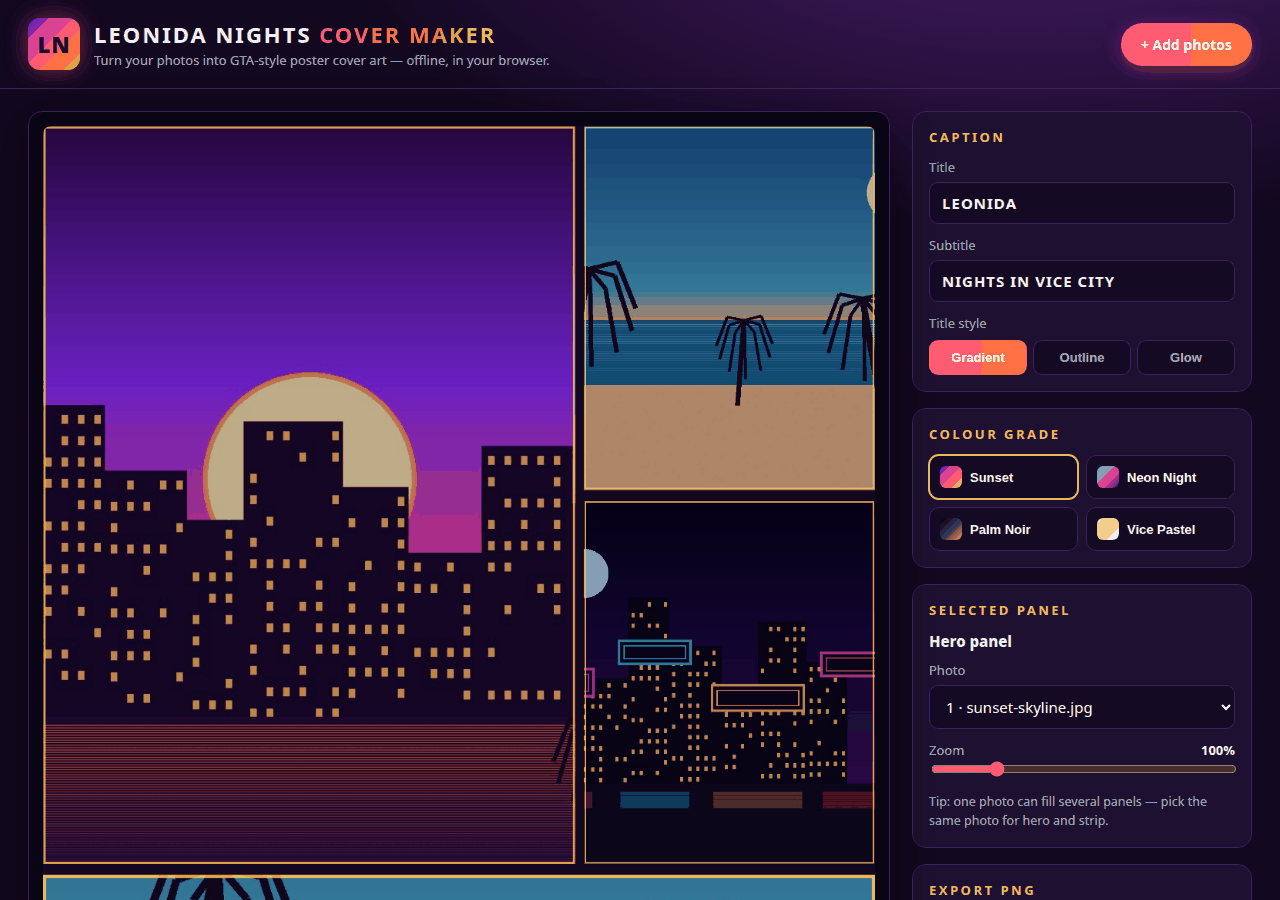 LN
LEONIDA NIGHTS COVER MAKER
Turn your photos into GTA-style poster cover art — offline, in your browser.
+ Add photos
CAPTION
Title
LEONIDA
Subtitle
NIGHTS IN VICE CITY
Title style
Gradient
Outline
Glow
COLOUR GRADE
Sunset
Neon Night
Palm Noir
Vice Pastel
SELECTED PANEL
Hero panel
Photo
1 · sunset-skyline.jpg
Zoom
100%
Tip: one photo can fill several panels — pick the
same photo for hero and strip.
EXPORT PNG